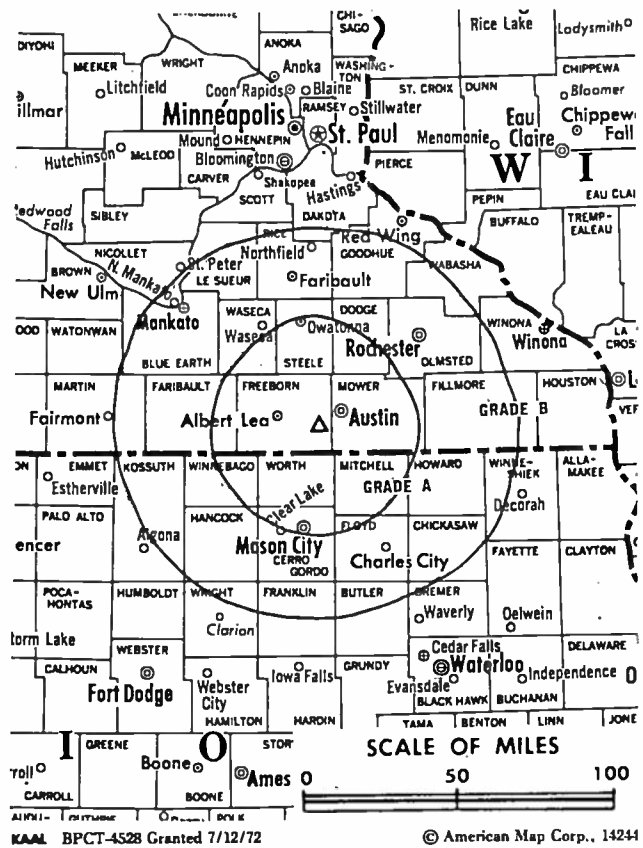 CHI-
SAGO
Rice Lake
Ladysmith
DIYOHI
MEEKER
WRIGHT
ANOKA
WASHING-
TON
CHIPPEWA
Litchfield
Anoka
Coon Rapids
Blaine
ST. CROIX
DUNN
Bloomer
illmar
RAMSEY
Stillwater
Minneapolis
St. Paul
Eau
Claire
Chippew
Fall
Mound
HENNEPIN
Menomonie
Hutchinson
McLEOD
Bloomington
PIERCE
W I
CARVER
Shakopee
SCOTT
Hastings
PEPIN
EAU CLAI
edwood
Falls
SIBLEY
DAKOTA
BUFFALO
TREMP-
EALEAU
NICOLLET
RICE
Red Wing
Northfield
GOODHUE
WABASHA
BROWN
N. Mankato
St. Peter
LE SUEUR
Faribault
New Ulm
Mankato
WASECA
Waseca
Owatonna
DODGE
WINONA
LA
CROS
OOD
WATONWAN
Rochester
Winona
BLUE EARTH
STEELE
OLMSTED
MARTIN
FARIBAULT
FREEBORN
MOWER
FILLMORE
HOUSTON
L
Fairmont
Albert Lea
Austin
GRADE B
VER
ON
EMMET
KOSSUTH
WINNEBAGO
WORTH
MITCHELL
HOWARD
WINNE-
SHIEK
ALLA-
MAKEE
Estherville
GRADE A
Decorah
PALO ALTO
HANCOCK
Clear Lake
FLOYD
CHICKASAW
encer
Algona
Mason City
CERRO
GORDO
Charles City
FAYETTE
CLAYTON
POCA-
HONTAS
HUMBOLDT
WRIGHT
FRANKLIN
BUTLER
BREMER
Clarion
Waverly
Oelwein
torm Lake
WEBSTER
Cedar Falls
DELAWARE
CALHOUN
Iowa Falls
GRUNDY
Waterloo
Fort Dodge
Webster
City
Evansdale
Independence
D
HAMILTON
HARDIN
BLACK HAWK
BUCHANAN
TAMA
BENTON
LINN
JONE
I O
GREENE
STOR
SCALE OF MILES
rroll
Boone
Ames
0 50 100
CARROLL
BOONE
AUDU-
GUTHRIE
POLK
KAAL BPCT-4528 Granted 7/12/72
© American Map Corp., 14244